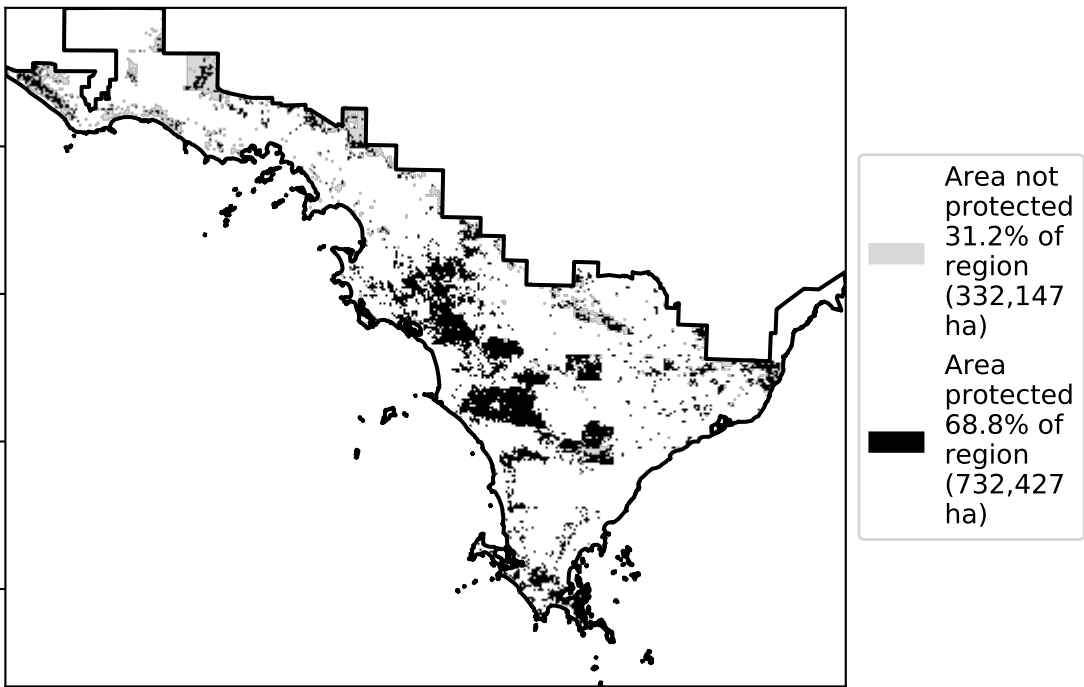 Area not
protected
31.2% of
region
(332,147
ha)
Area
protected
68.8% of
region
(732,427
ha)